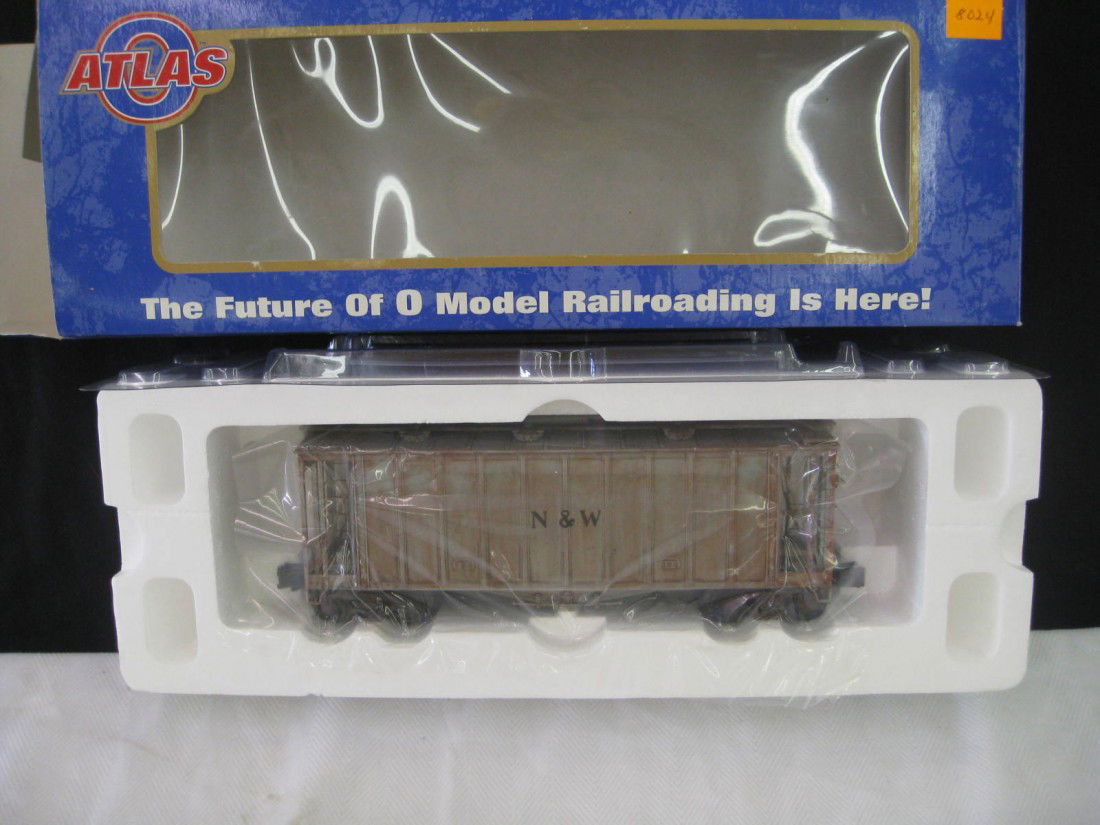 ATLAS
O
8024
The Future Of O Model Railroading Is Here!
N & W